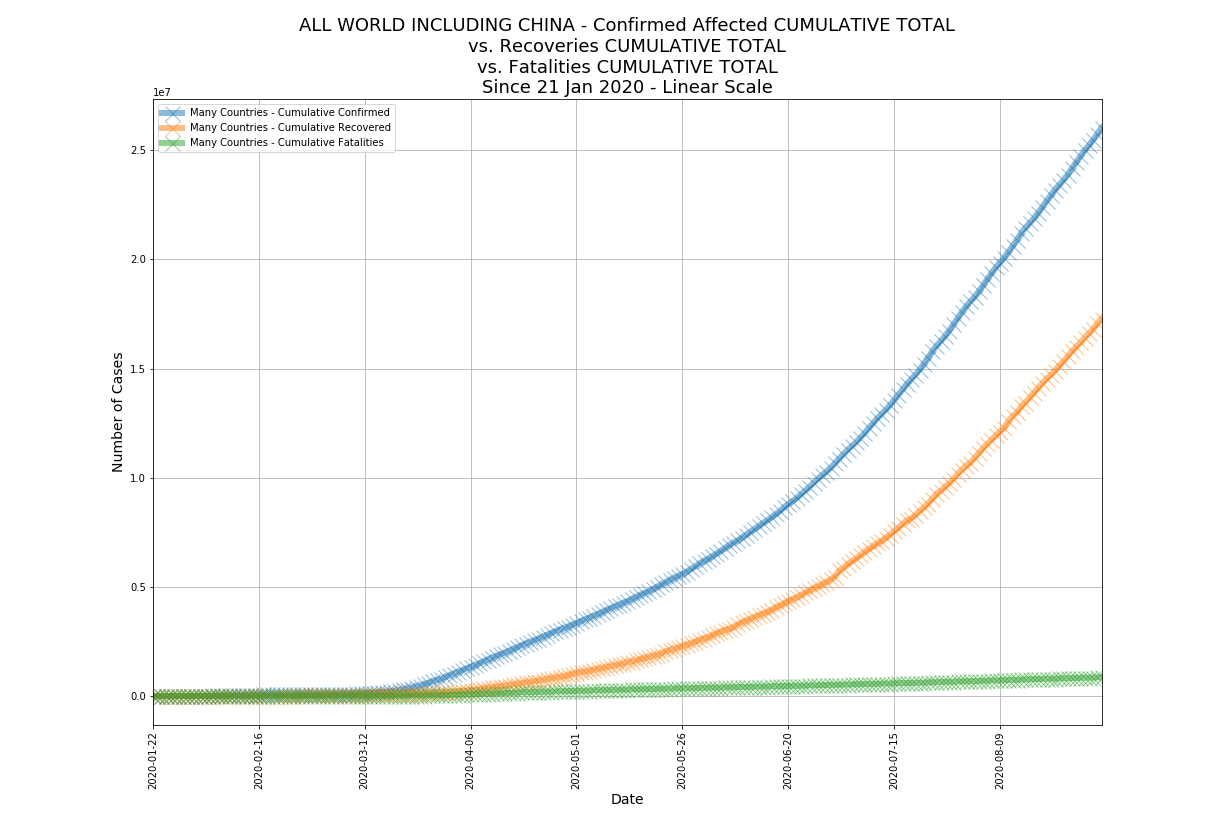 ALL WORLD INCLUDING CHINA - Confirmed Affected CUMULATIVE TOTAL
vs. Recoveries CUMULATIVE TOTAL
vs. Fatalities CUMULATIVE TOTAL
Since 21 Jan 2020 - Linear Scale
1e7
Many Countries - Cumulative Confirmed
Many Countries - Cumulative Recovered
Many Countries - Cumulative Fatalities
2.5
2.0
1.5
1.0
0.5
0.0
Number of Cases
2020-01-22
2020-02-16
2020-03-12
2020-04-06
2020-05-01
2020-05-26
2020-06-20
2020-07-15
2020-08-09
Date